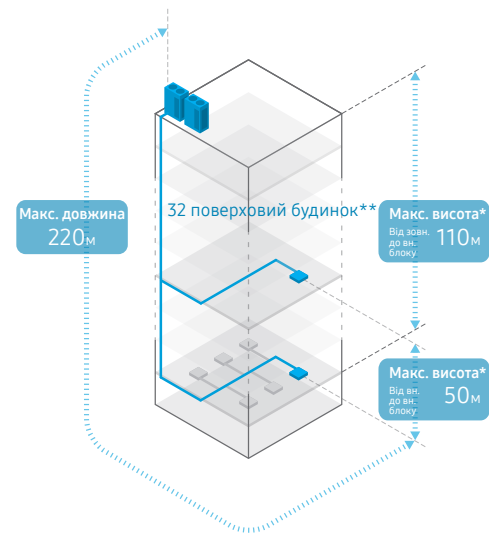 32 поверховий будинок**
Макс. довжина
220м
Макс. висота*
Від зовн.
до вн.
блоку
110м
Макс. висота*
Від вн.
до вн.
блоку
50м